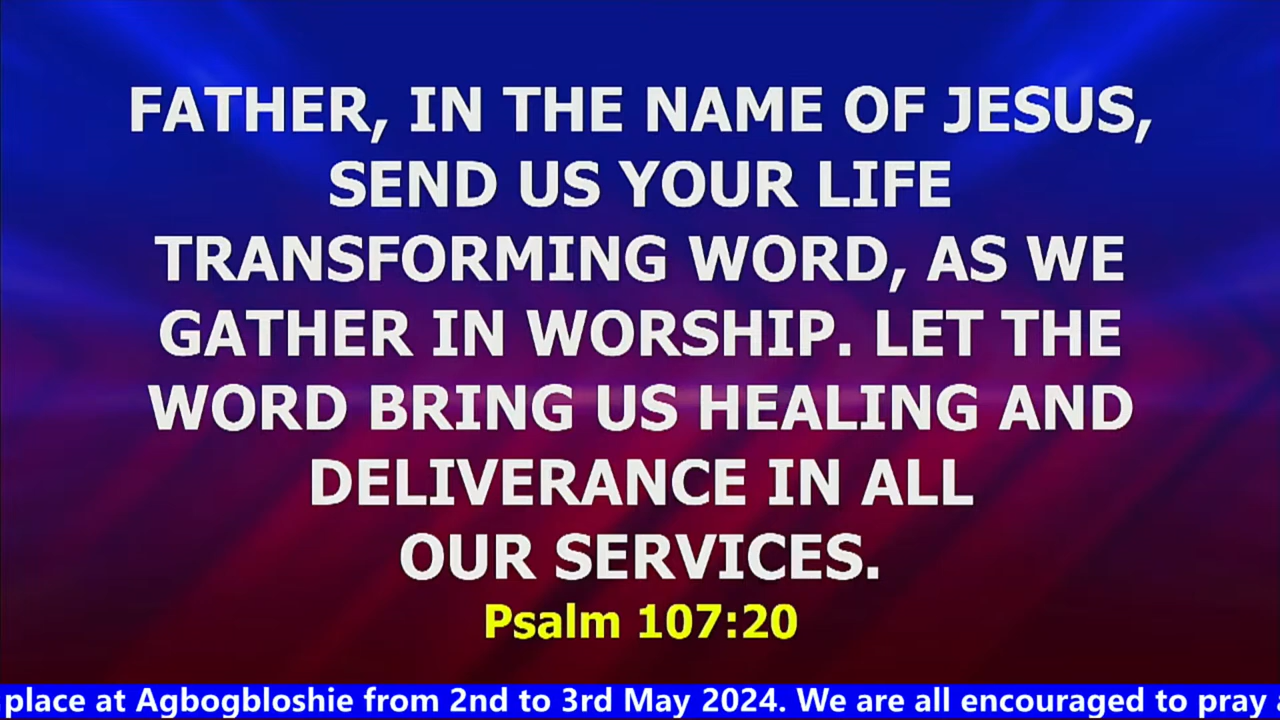 FATHER, IN THE NAME OF JESUS,
SEND US YOUR LIFE
TRANSFORMING WORD, AS WE
GATHER IN WORSHIP. LET THE
WORD BRING US HEALING AND
DELIVERANCE IN ALL
OUR SERVICES.
Psalm 107:20
place at Agbogbloshie from 2nd to 3rd May 2024. We are all encouraged to pray